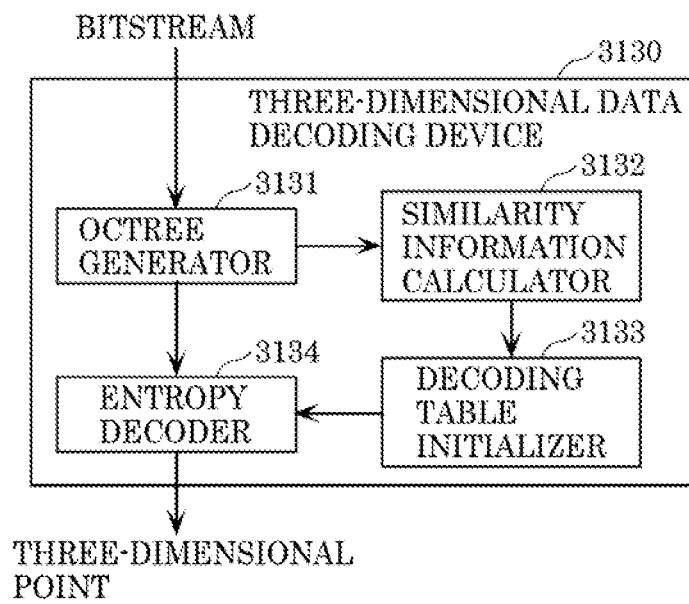 BITSTREAM
3130
THREE-DIMENSIONAL DATA
DECODING DEVICE
3131
OCTREE
GENERATOR
3132
SIMILARITY
INFORMATION
CALCULATOR
3134
ENTROPY
DECODER
3133
DECODING
TABLE
INITIALIZER
THREE-DIMENSIONAL
POINT